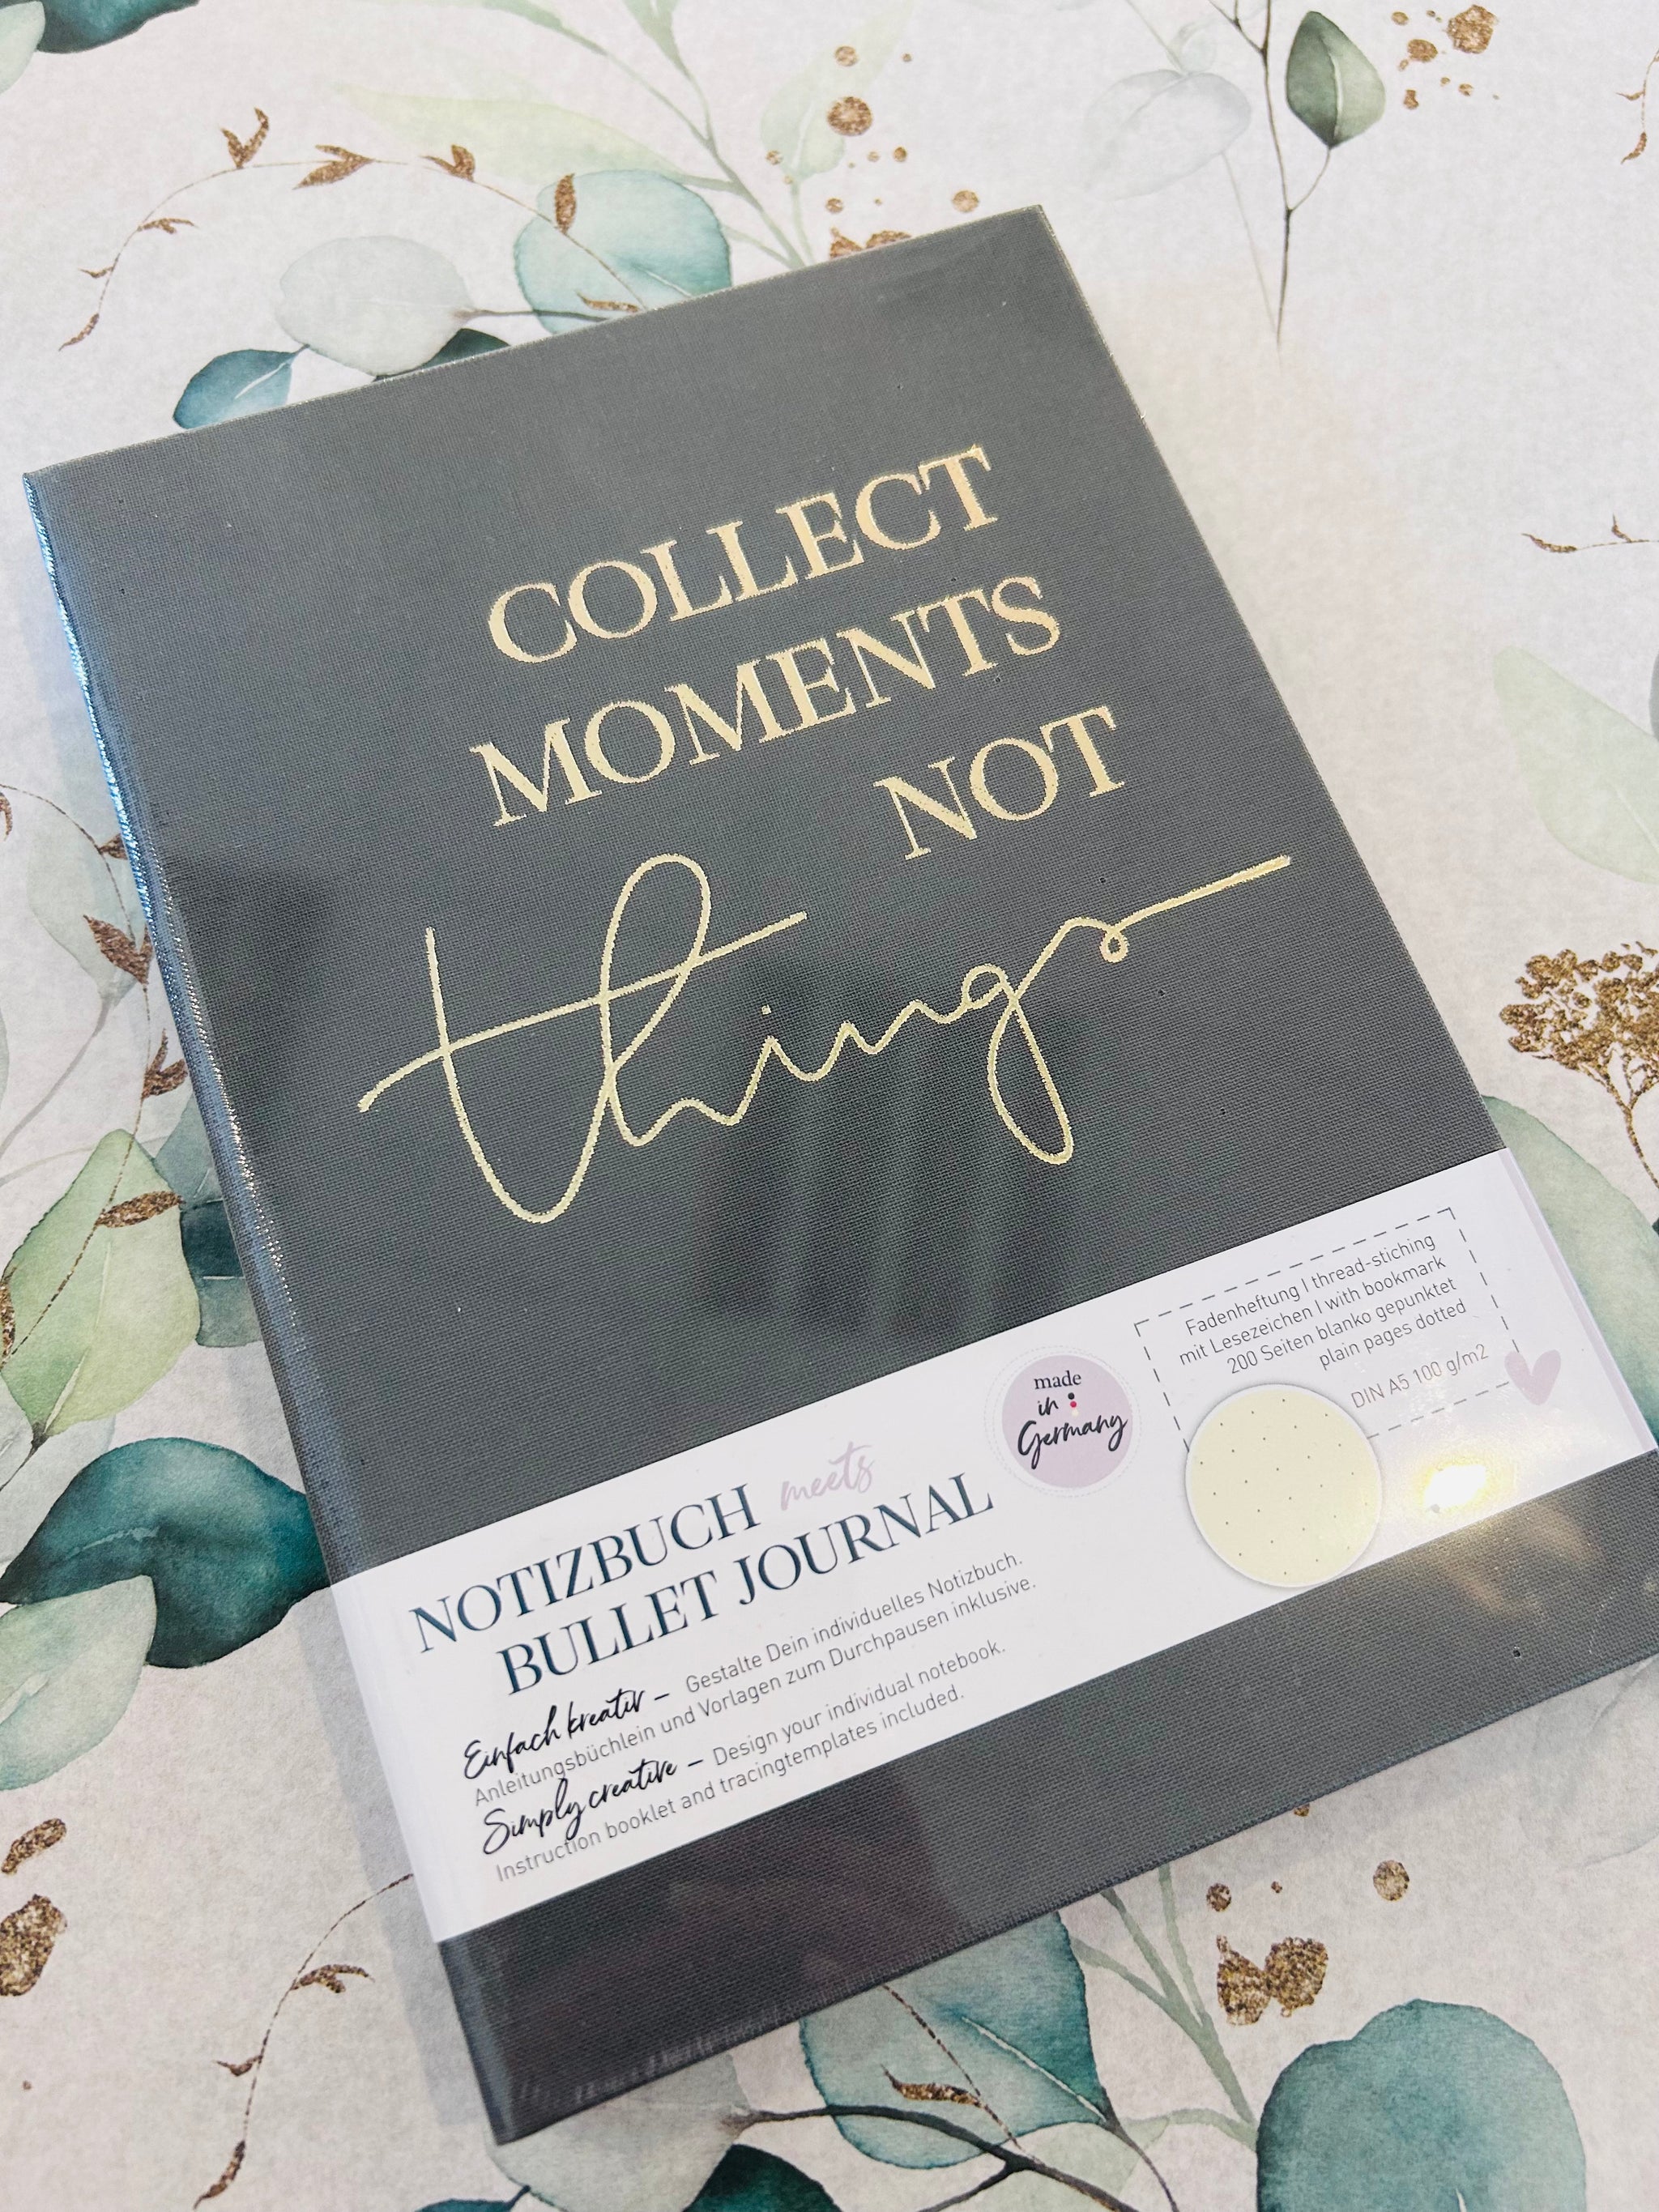 COLLECT
MOMENTS
NOT
things
Fadenheftung | thread-stiching
mit Lesezeichen | with bookmark
200 Seiten blanko gepunktet
plain pages dotted
DIN A5 100 g/m2
made
in
Germany
NOTIZBUCH meets
BULLET JOURNAL
Einfach kreativ – Gestalte Dein individuelles Notizbuch.
Anleitungsbüchlein und Vorlagen zum Durchpausen inklusive.
Simply creative – Design your individual notebook.
Instruction booklet and tracingtemplates included.